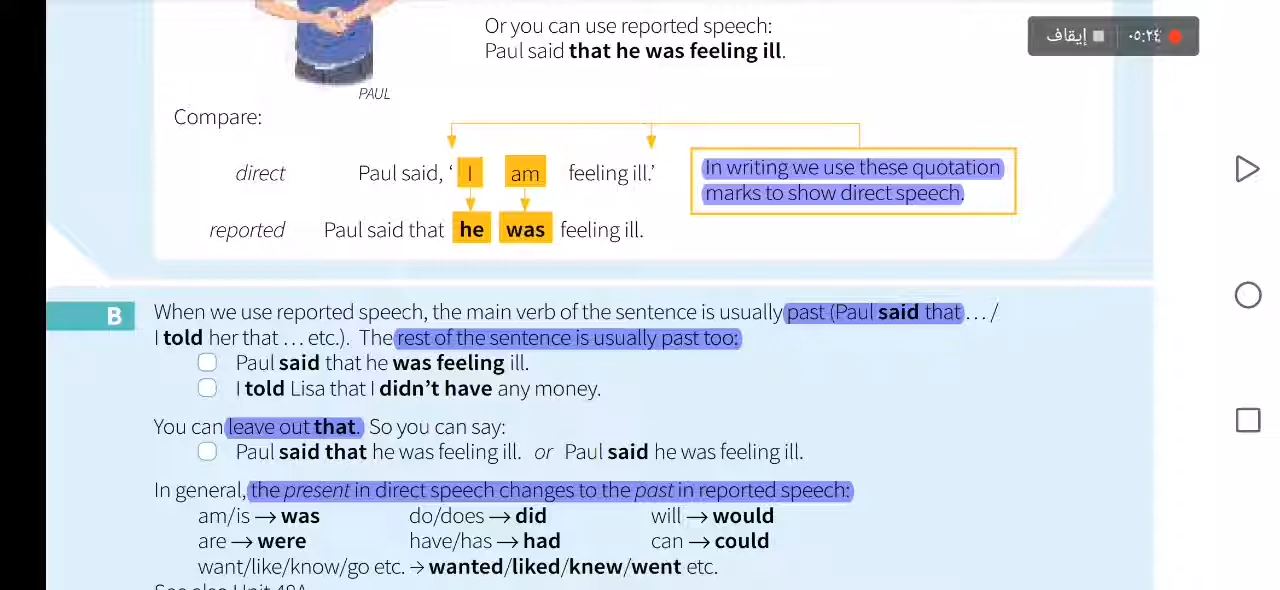 Or you can use reported speech:
Paul said that he was feeling ill.
إيقاف ٠٥:٢٤
PAUL
Compare:
direct Paul said, ‘ I am feeling ill.’
In writing we use these quotation
marks to show direct speech.
reported Paul said that he was feeling ill.
B When we use reported speech, the main verb of the sentence is usually past (Paul said that … /
I told her that … etc.). The rest of the sentence is usually past too:
Paul said that he was feeling ill.
I told Lisa that I didn’t have any money.
You can leave out that. So you can say:
Paul said that he was feeling ill. or Paul said he was feeling ill.
In general, the present in direct speech changes to the past in reported speech:
am/is → was do/does → did will → would
are → were have/has → had can → could
want/like/know/go etc. → wanted/liked/knew/went etc.
See also Unit 40A